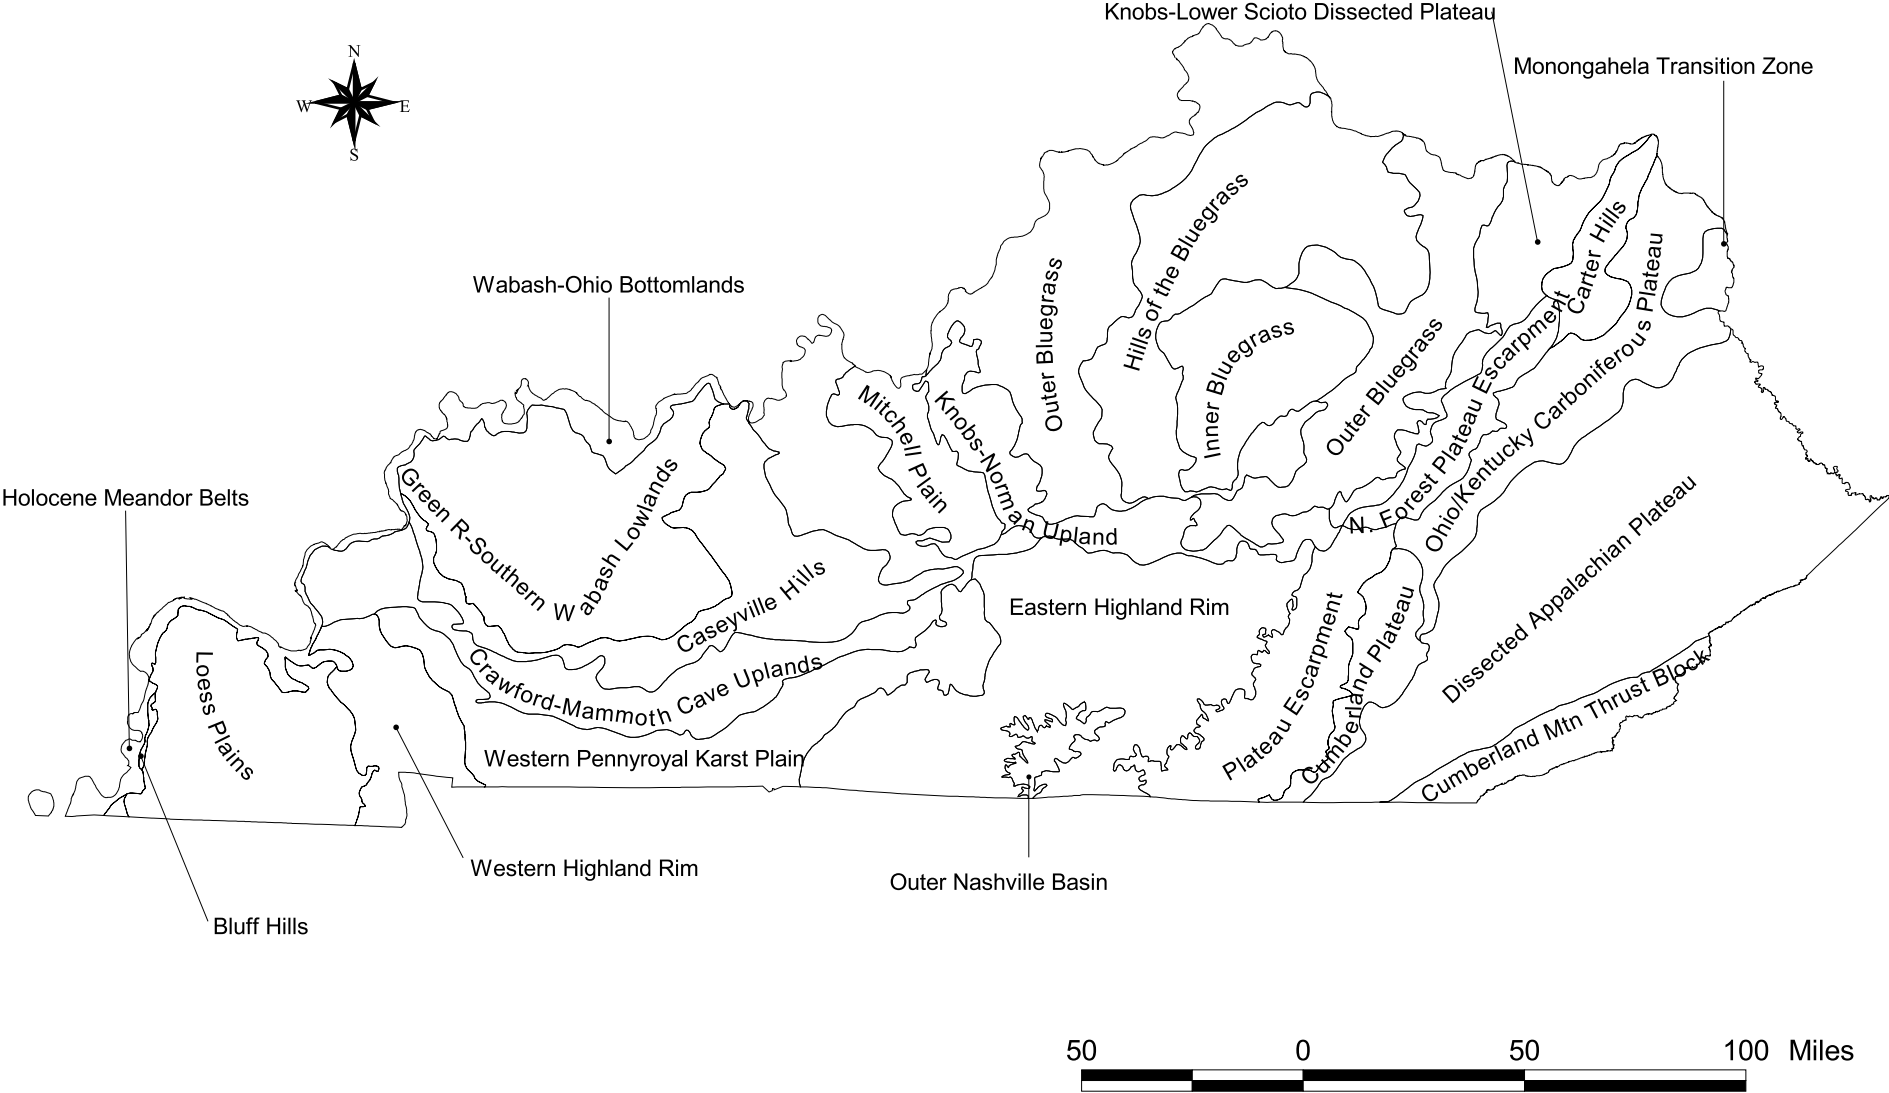 Knobs-Lower Scioto Dissected Plateau
Monongahela Transition Zone
N
W
E
S
Wabash-Ohio Bottomlands
Holocene Meandor Belts
Hills of the Bluegrass
Outer Bluegrass
Inner Bluegrass
Outer Bluegrass
Carter Hills
N. Forest Plateau Escarpment
Ohio/Kentucky Carboniferous Plateau
Mitchell Plain
Knobs-Norman Upland
Green R-Southern Wabash Lowlands
Caseyville Hills
Crawford-Mammoth Cave Uplands
Eastern Highland Rim
Loess Plains
Western Pennyroyal Karst Plain
Plateau Escarpment
Cumberland Plateau
Dissected Appalachian Plateau
Cumberland Mtn Thrust Block
Western Highland Rim
Outer Nashville Basin
Bluff Hills
50 0 50 100 Miles